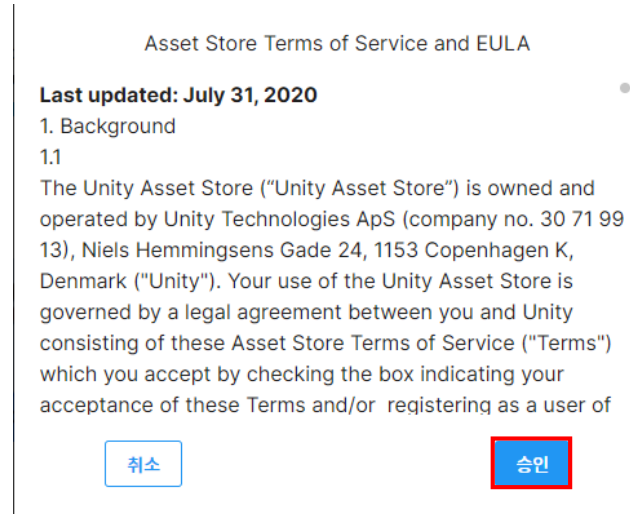 Asset Store Terms of Service and EULA
Last updated: July 31, 2020
1. Background
1.1
The Unity Asset Store (“Unity Asset Store”) is owned and
operated by Unity Technologies ApS (company no. 30 71 99
13), Niels Hemmingsens Gade 24, 1153 Copenhagen K,
Denmark ("Unity"). Your use of the Unity Asset Store is
governed by a legal agreement between you and Unity
consisting of these Asset Store Terms of Service ("Terms")
which you accept by checking the box indicating your
acceptance of these Terms and/or registering as a user of
취소
승인